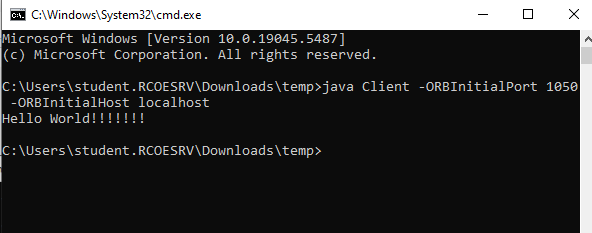 C:\Windows\System32\cmd.exe
Microsoft Windows [Version 10.0.19045.5487]
(c) Microsoft Corporation. All rights reserved.
C:\Users\student.RCOESRV\Downloads\temp>java Client -ORBInitialPort 1050
-ORBInitialHost localhost
Hello World!!!!!!!
C:\Users\student.RCOESRV\Downloads\temp>